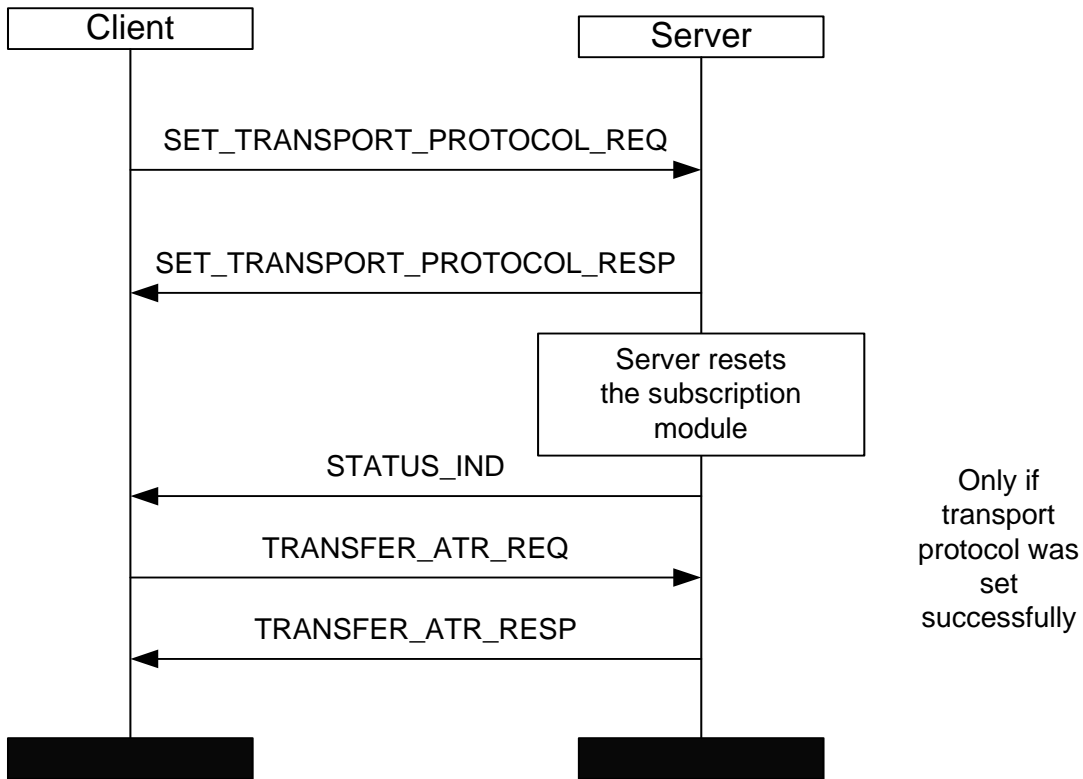 Client
Server
SET_TRANSPORT_PROTOCOL_REQ
SET_TRANSPORT_PROTOCOL_RESP
Server resets
the subscription
module
STATUS_IND
TRANSFER_ATR_REQ
TRANSFER_ATR_RESP
Only if
transport
protocol was
set
successfully